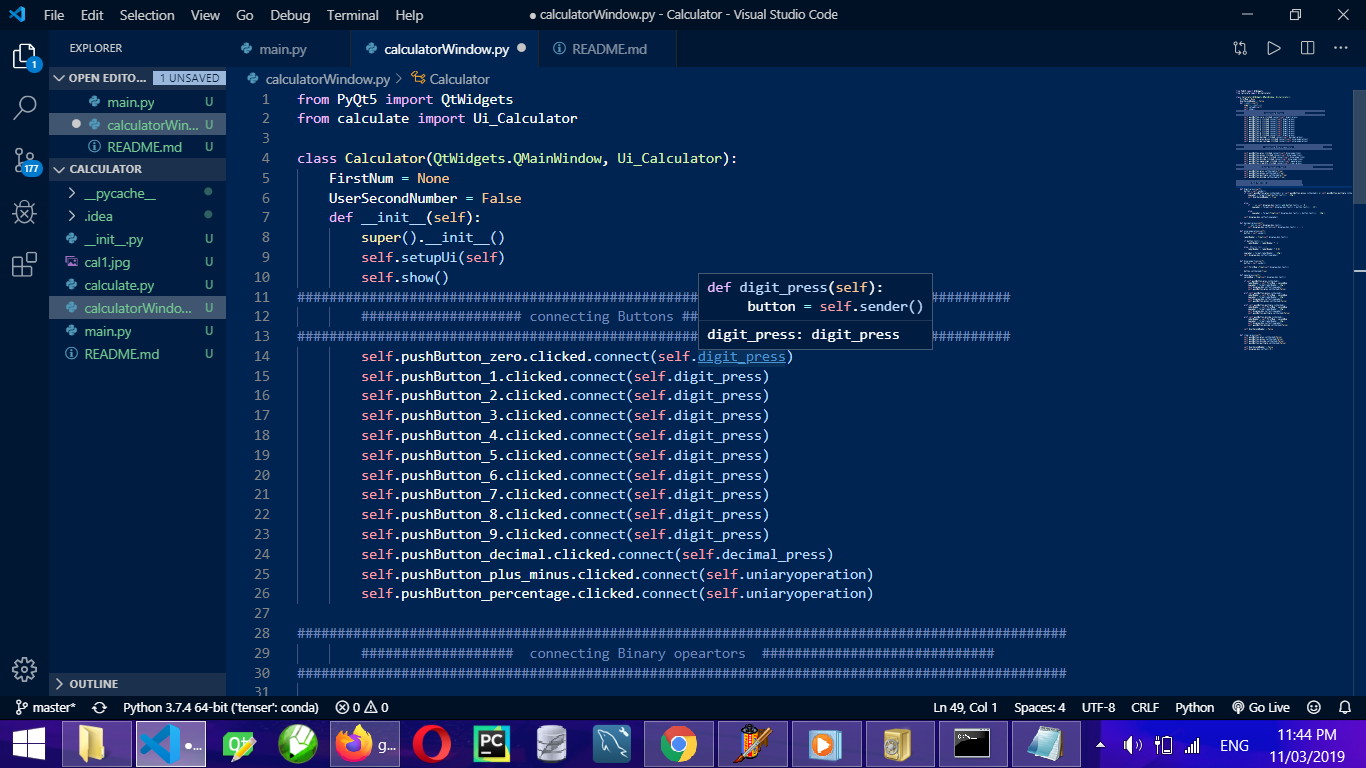 File Edit Selection View Go Debug Terminal Help
● calculatorWindow.py - Calculator - Visual Studio Code
EXPLORER
OPEN EDITO... 1 UNSAVED
main.py U
calculatorWin... U
README.md U
CALCULATOR
__pycache__
.idea
__init__.py U
cal1.jpg U
calculate.py U
calculatorWindo... U
main.py U
README.md U
OUTLINE
1
177
main.py calculatorWindow.py ● README.md
calculatorWindow.py > Calculator
1 from PyQt5 import QtWidgets
2 from calculate import Ui_Calculator
3
4 class Calculator(QtWidgets.QMainWindow, Ui_Calculator):
5 FirstNum = None
6 UserSecondNumber = False
7 def __init__(self):
8 super().__init__()
9 self.setupUi(self)
10 self.show()
def digit_press(self):
button = self.sender()
digit_press: digit_press
11
12 #################### connecting Buttons ##
13
14 self.pushButton_zero.clicked.connect(self.digit_press)
15 self.pushButton_1.clicked.connect(self.digit_press)
16 self.pushButton_2.clicked.connect(self.digit_press)
17 self.pushButton_3.clicked.connect(self.digit_press)
18 self.pushButton_4.clicked.connect(self.digit_press)
19 self.pushButton_5.clicked.connect(self.digit_press)
20 self.pushButton_6.clicked.connect(self.digit_press)
21 self.pushButton_7.clicked.connect(self.digit_press)
22 self.pushButton_8.clicked.connect(self.digit_press)
23 self.pushButton_9.clicked.connect(self.digit_press)
24 self.pushButton_decimal.clicked.connect(self.decimal_press)
25 self.pushButton_plus_minus.clicked.connect(self.uniaryoperation)
26 self.pushButton_percentage.clicked.connect(self.uniaryoperation)
27
28 ################################################################################################
29 ################### connecting Binary opeartors #############################
30 ################################################################################################
31
master* Python 3.7.4 64-bit ('tenser': conda) 0 0 Ln 49, Col 1 Spaces: 4 UTF-8 CRLF Python Go Live
●... Qt g... PC ENG 11:44 PM
11/03/2019